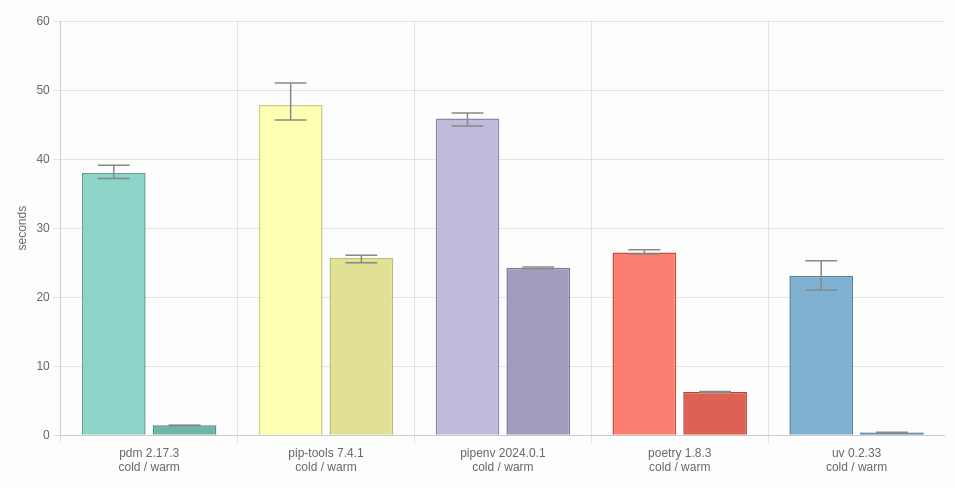 60
50
40
30
20
10
0
seconds
pdm 2.17.3
cold / warm
pip-tools 7.4.1
cold / warm
pipenv 2024.0.1
cold / warm
poetry 1.8.3
cold / warm
uv 0.2.33
cold / warm